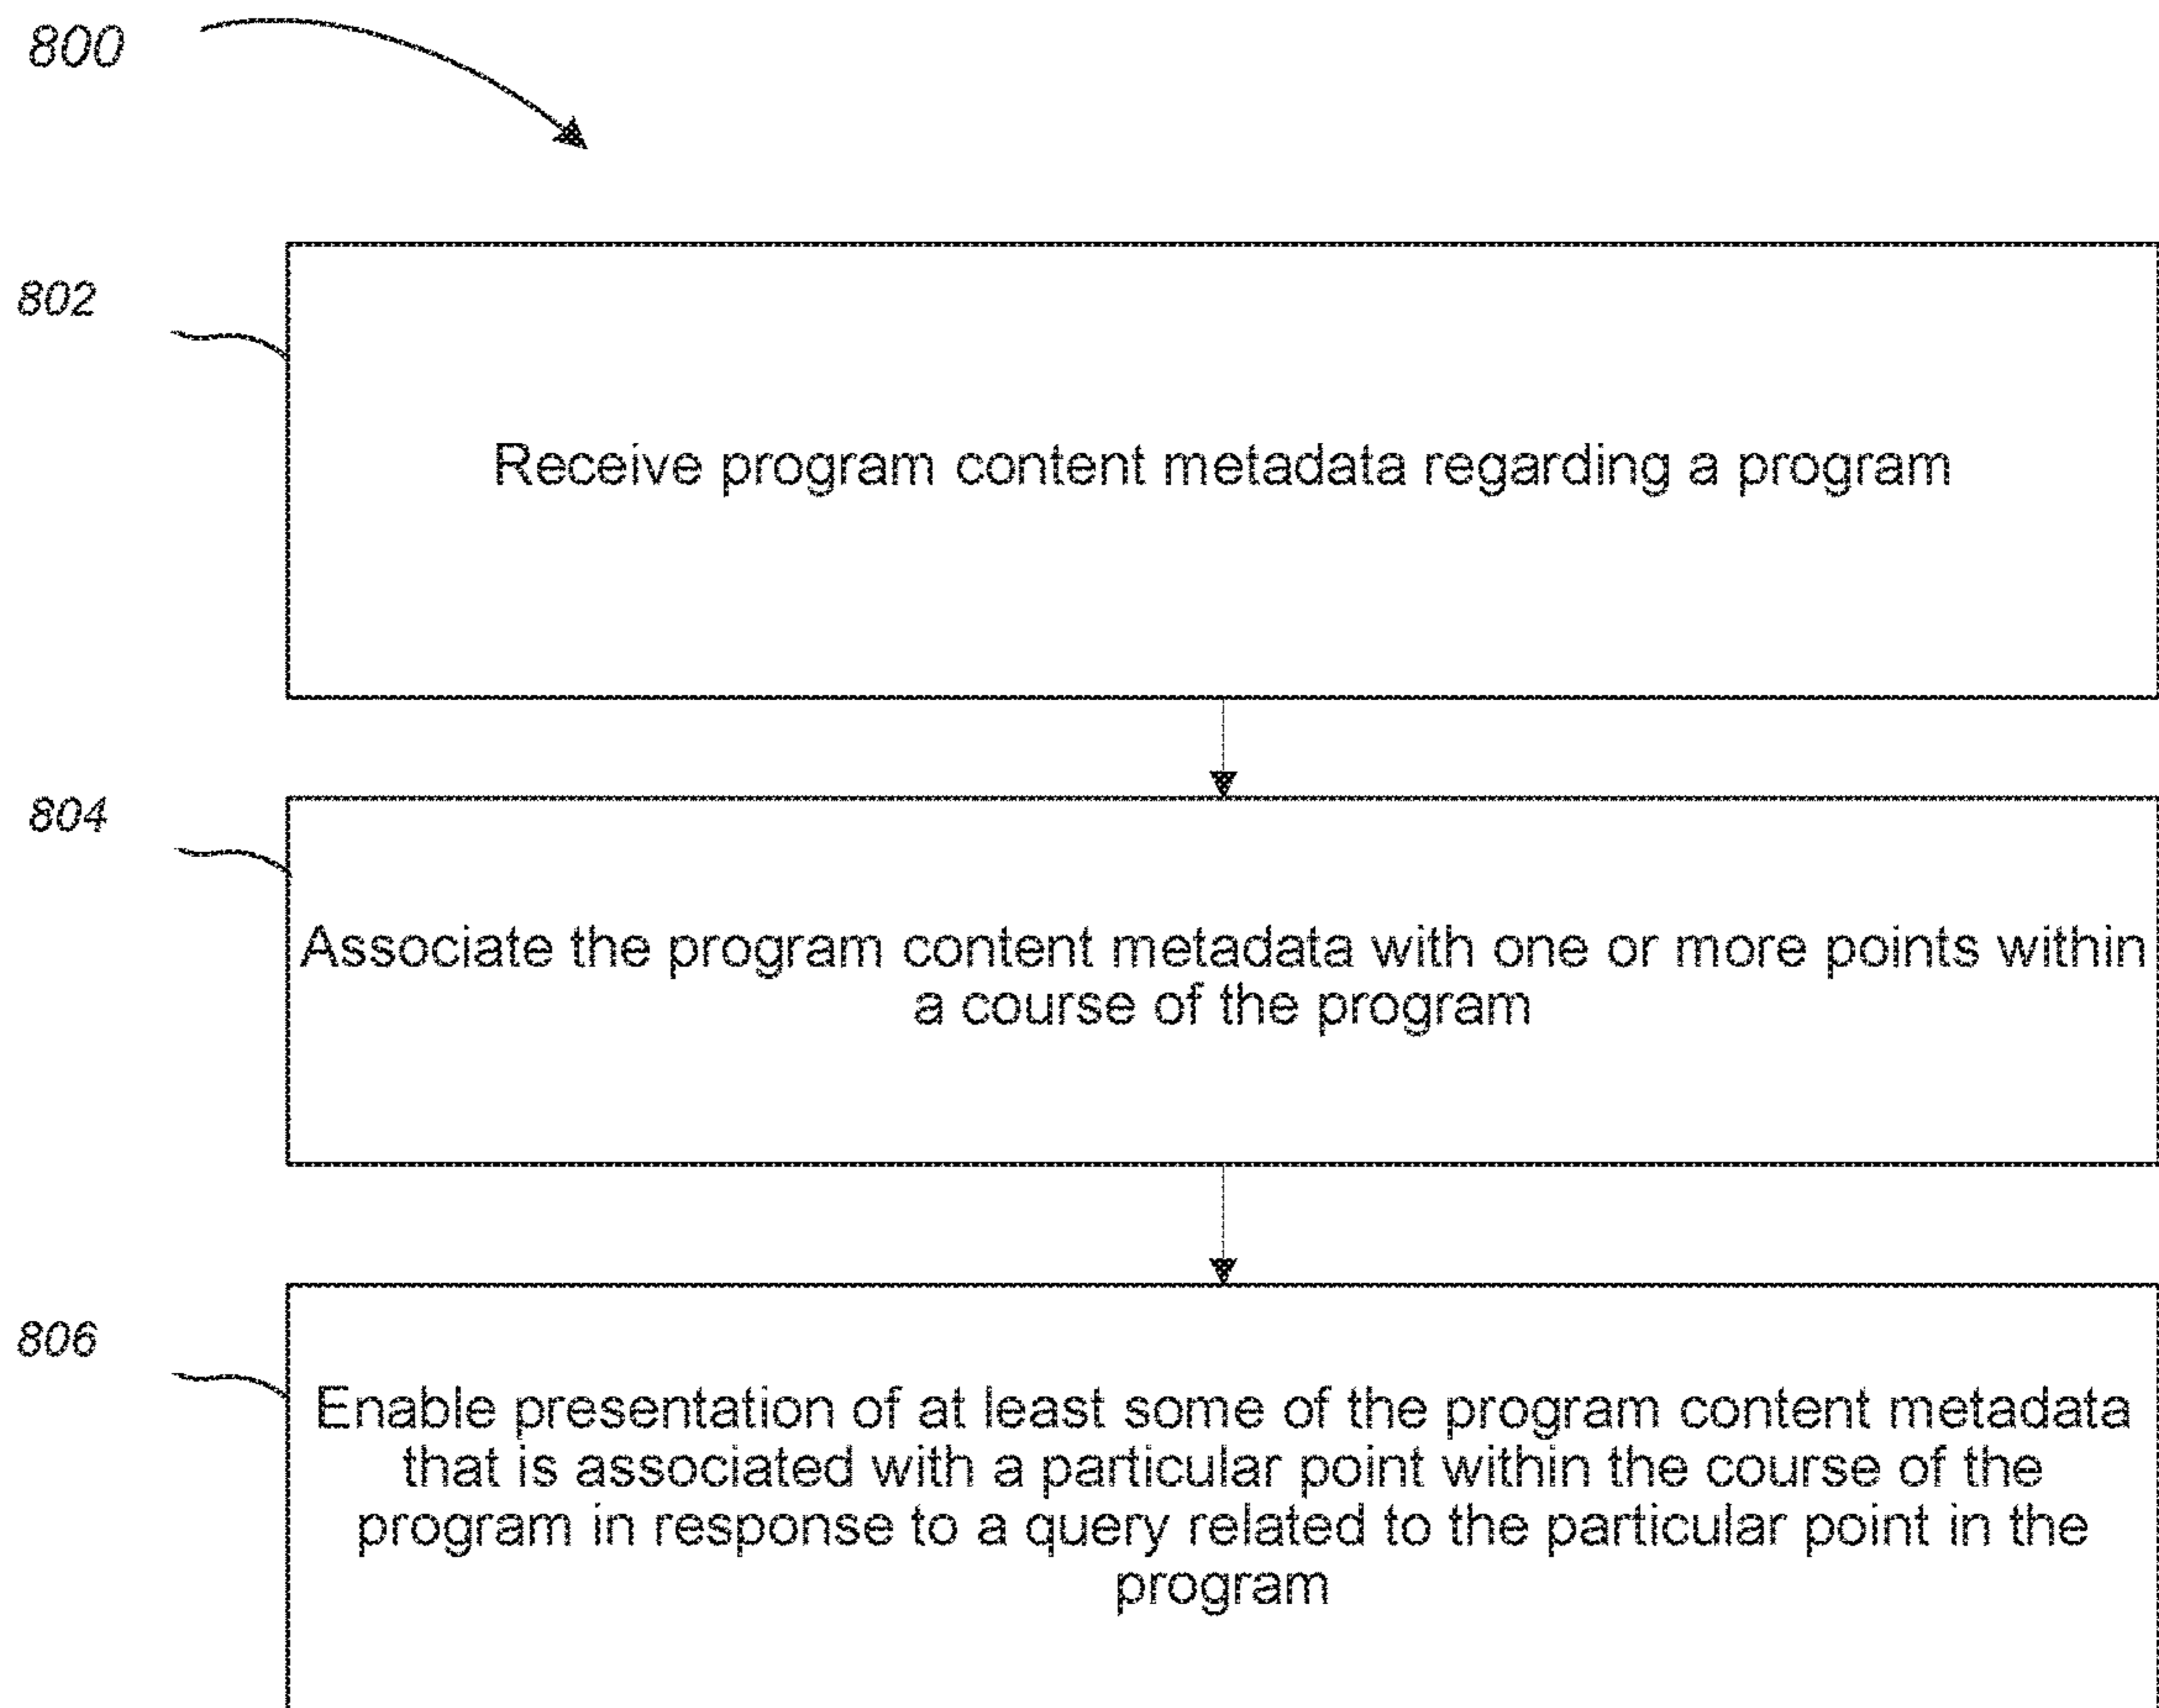 800
802
Receive program content metadata regarding a program
804
Associate the program content metadata with one or more points within
a course of the program
806
Enable presentation of at least some of the program content metadata
that is associated with a particular point within the course of the
program in response to a query related to the particular point in the
program